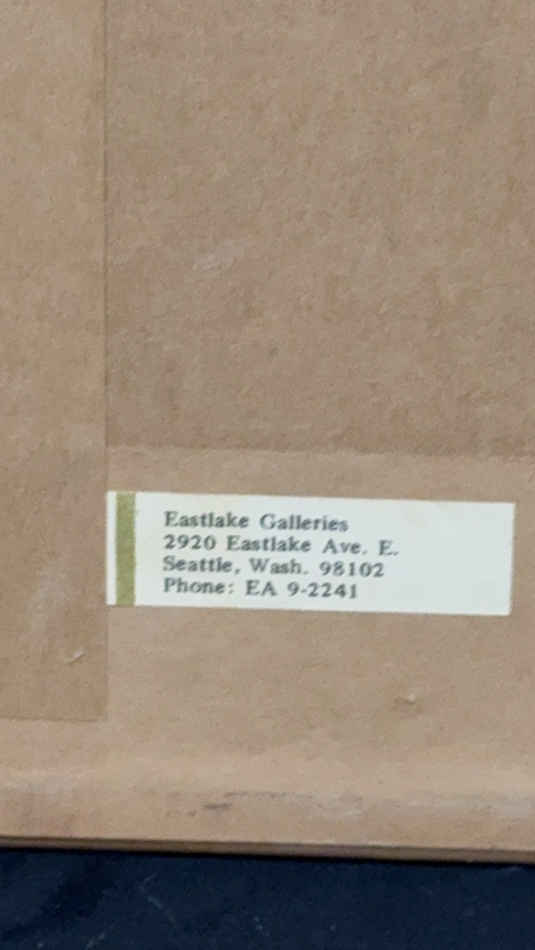 Eastlake Galleries
2920 Eastlake Ave. E.
Seattle, Wash. 98102
Phone: EA 9-2241